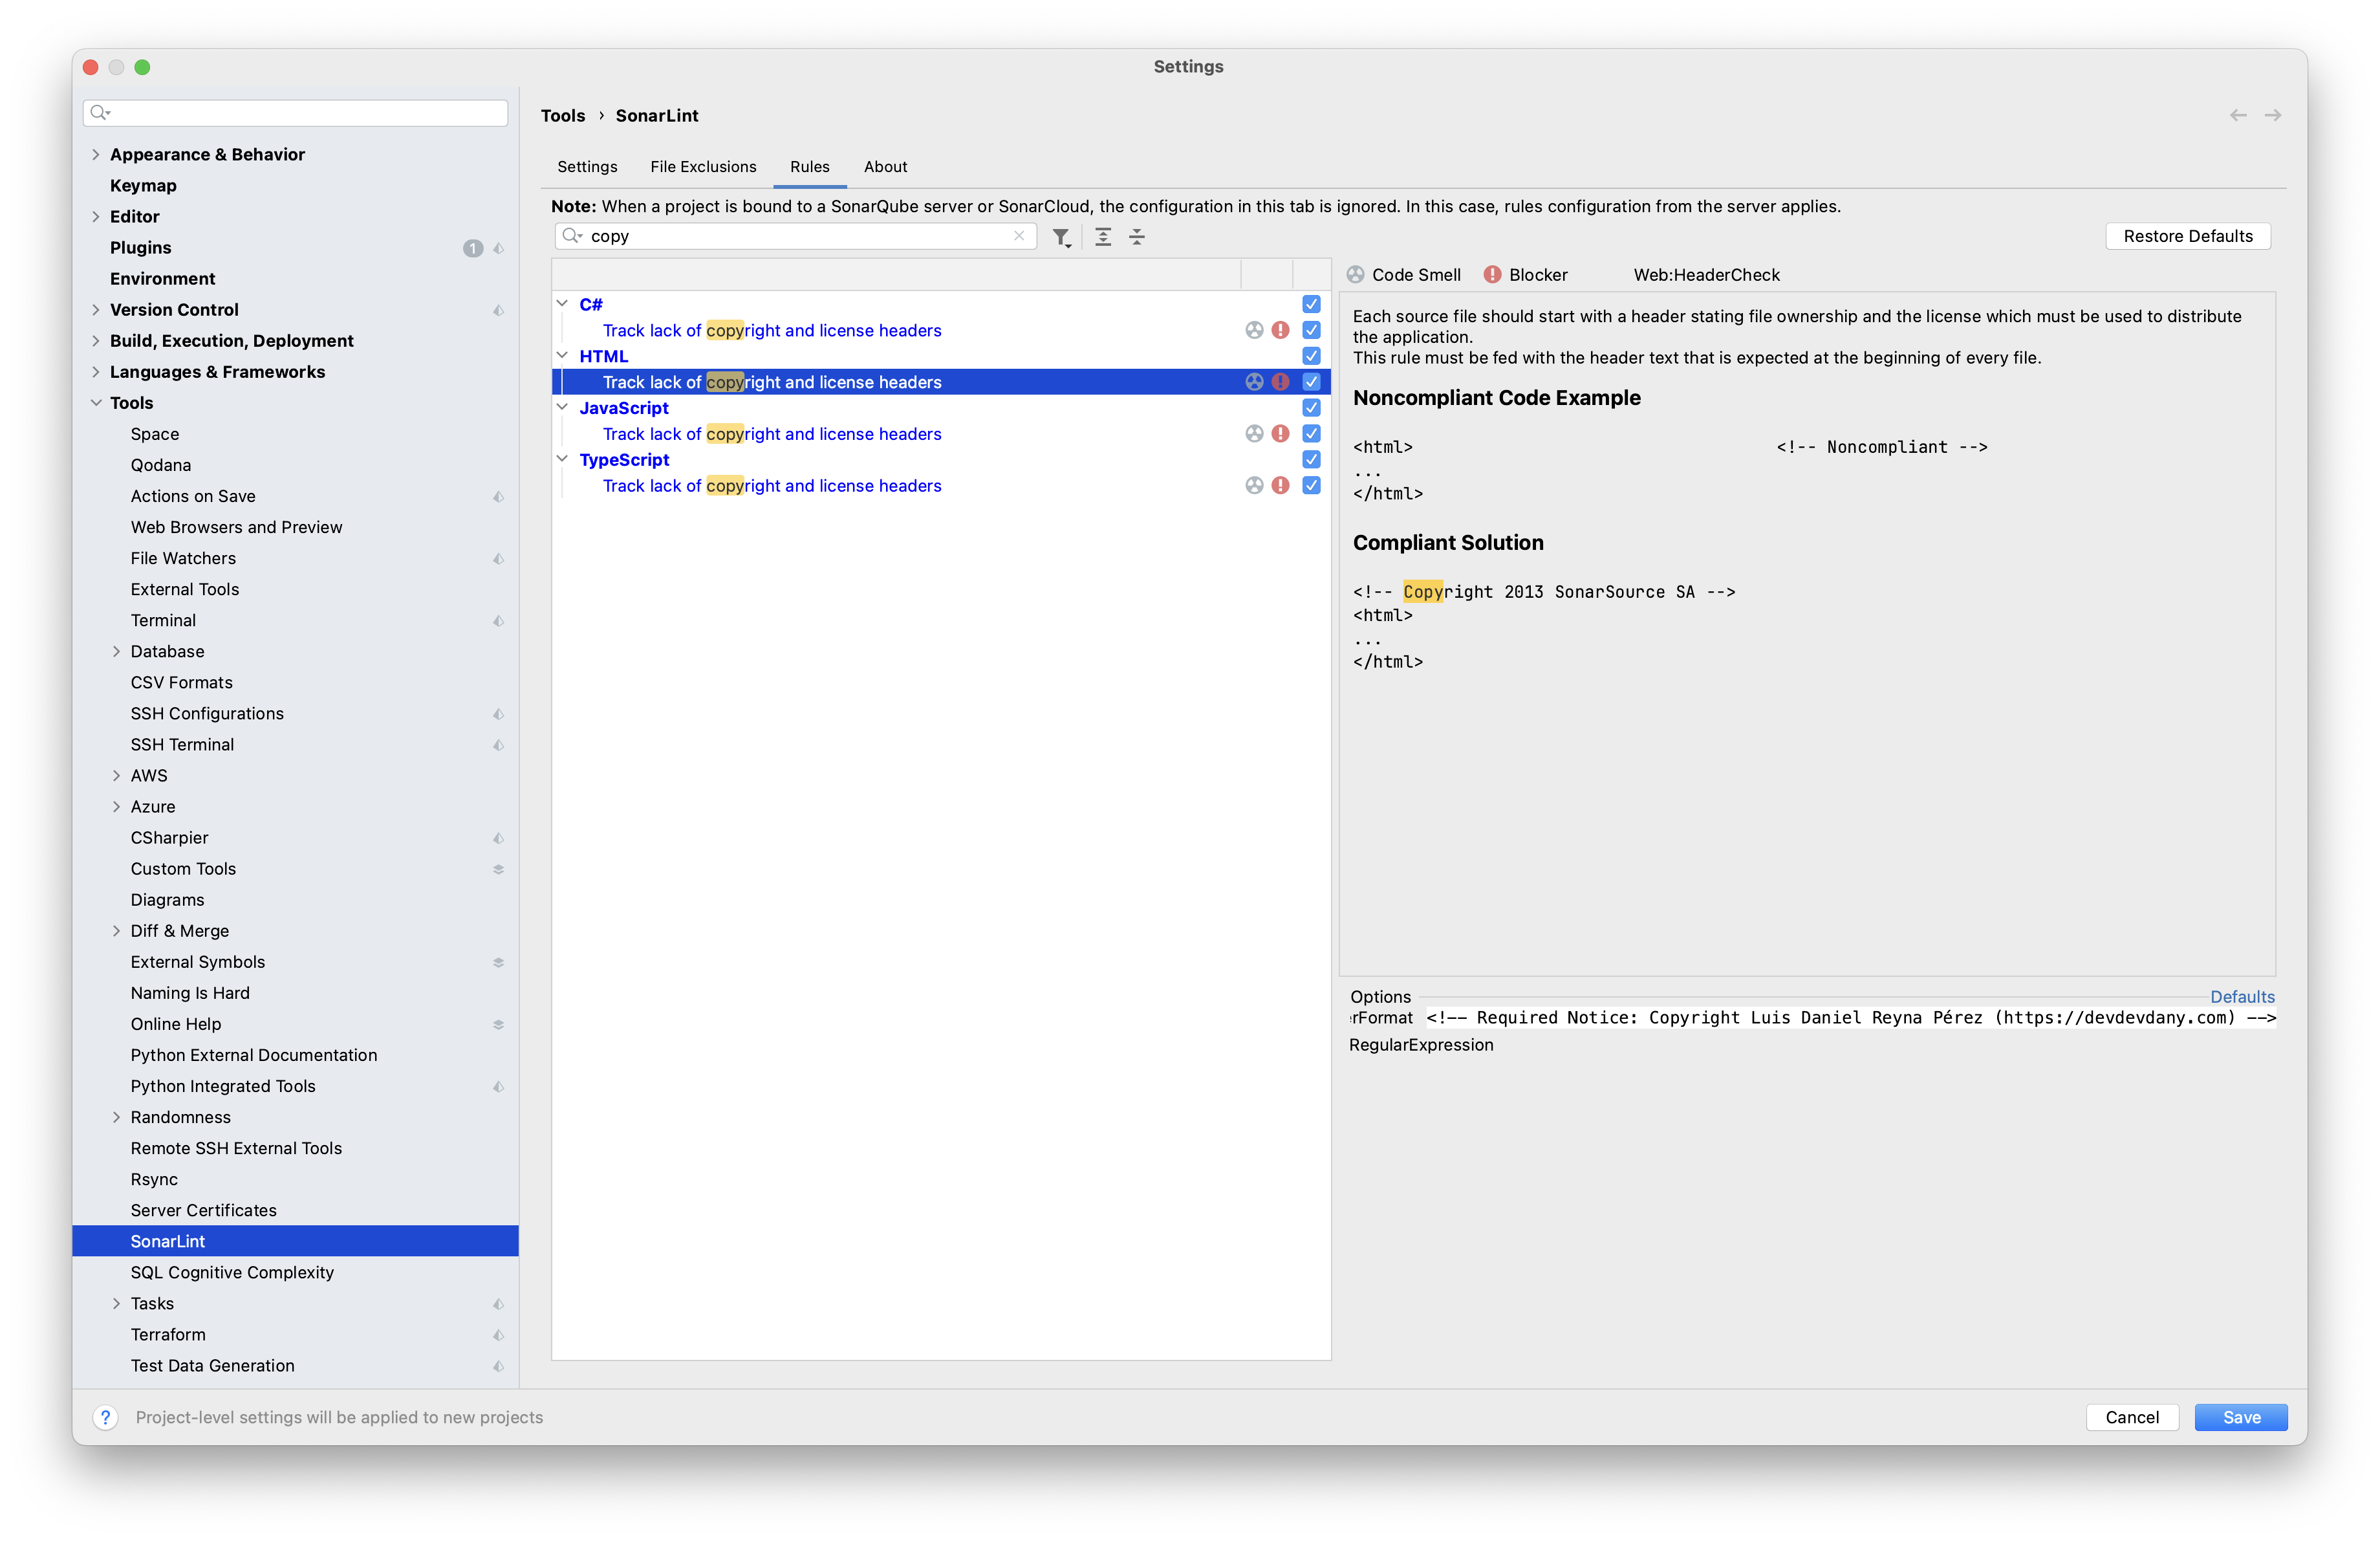 Settings
Appearance & Behavior
Keymap
Editor
Plugins 1
Environment
Version Control
Build, Execution, Deployment
Languages & Frameworks
Tools
Space
Qodana
Actions on Save
Web Browsers and Preview
File Watchers
External Tools
Terminal
Database
CSV Formats
SSH Configurations
SSH Terminal
AWS
Azure
CSharpier
Custom Tools
Diagrams
Diff & Merge
External Symbols
Naming Is Hard
Online Help
Python External Documentation
Python Integrated Tools
Randomness
Remote SSH External Tools
Rsync
Server Certificates
SonarLint
SQL Cognitive Complexity
Tasks
Terraform
Test Data Generation
Tools › SonarLint
Settings File Exclusions Rules About
Note: When a project is bound to a SonarQube server or SonarCloud, the configuration in this tab is ignored. In this case, rules configuration from the server applies.
copy
Restore Defaults
C#
Track lack of copyright and license headers
HTML
Track lack of copyright and license headers
JavaScript
Track lack of copyright and license headers
TypeScript
Track lack of copyright and license headers
Code Smell Blocker Web:HeaderCheck
Each source file should start with a header stating file ownership and the license which must be used to distribute
the application.
This rule must be fed with the header text that is expected at the beginning of every file.
Noncompliant Code Example
<html> <!-- Noncompliant -->
...
</html>
Compliant Solution
<!-- Copyright 2013 SonarSource SA -->
<html>
...
</html>
Options Defaults
rFormat <!-- Required Notice: Copyright Luis Daniel Reyna Pérez (https://devdevdany.com) -->
RegularExpression
? Project-level settings will be applied to new projects
Cancel Save